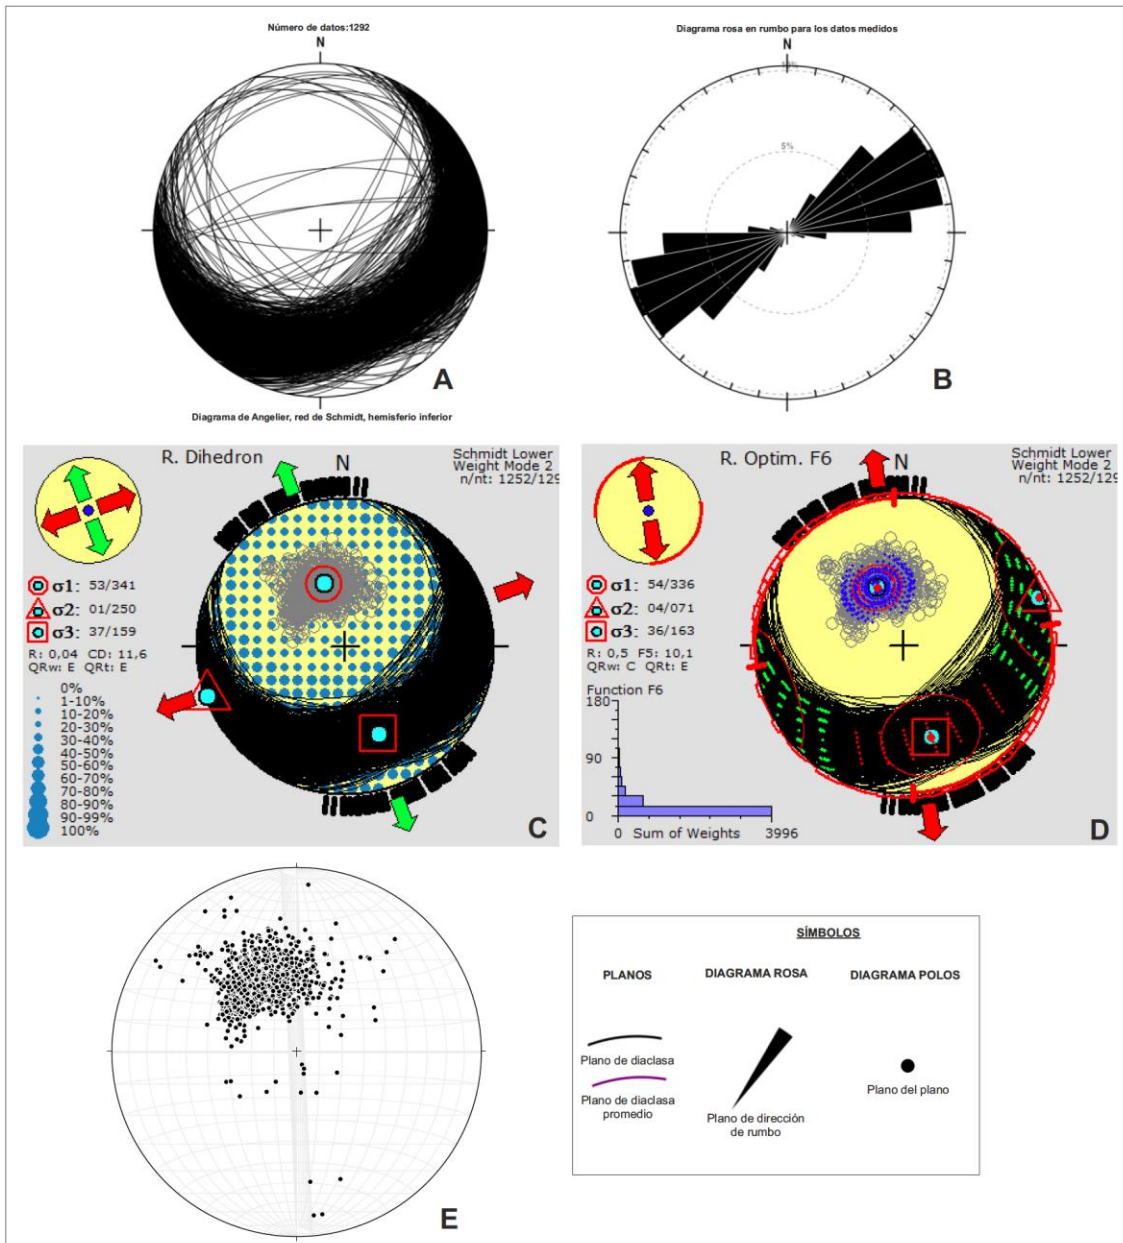 Número de datos:1292
N
A
Diagrama de Angelier, red de Schmidt, hemisferio inferior
Diagrama rosa en rumbo para los datos medidos
N
5%
B
R. Dihedron
N
Schmidt Lower
Weight Mode 2
n/nt: 1252/129
σ1: 53/341
σ2: 01/250
σ3: 37/159
R: 0,04 CD: 11,6
QRw: E QRt: E
0%
1-10%
10-20%
20-30%
30-40%
40-50%
50-60%
60-70%
70-80%
80-90%
90-99%
100%
C
R. Optim. F6
N
Schmidt Lower
Weight Mode 2
n/nt: 1252/129
σ1: 54/336
σ2: 04/071
σ3: 36/163
R: 0,5 F5: 10,1
QRw: C QRt: E
Function F6
180
90
0
0 Sum of Weights 3996
D
E
SÍMBOLOS
PLANOS
Plano de diaclasa
Plano de diaclasa
promedio
DIAGRAMA ROSA
Plano de dirección
de rumbo
DIAGRAMA POLOS
Plano del plano